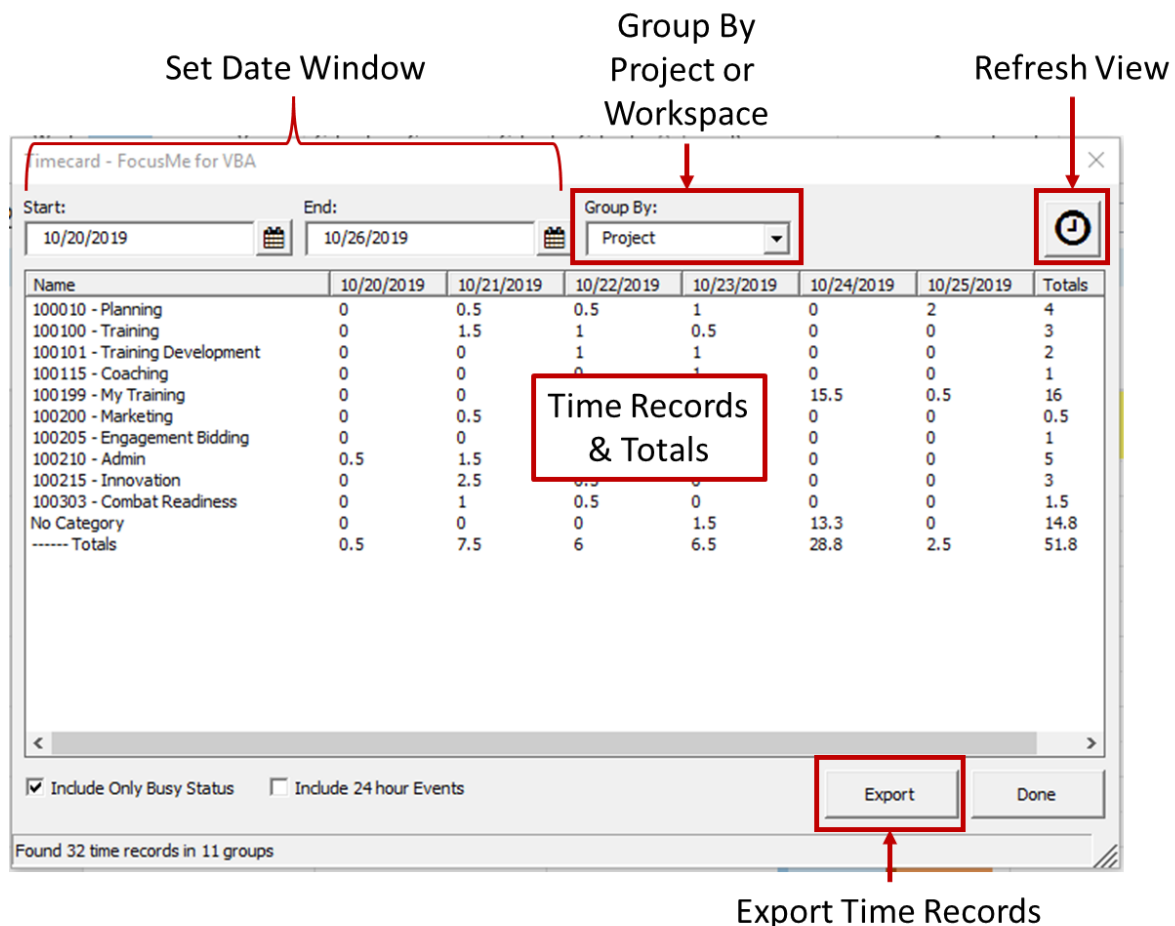 Group By
Set Date Window Project or Refresh View
Workspace
Timecard - FocusMe for VBA
Start: End: Group By:
10/20/2019 10/26/2019 Project
Name 10/20/2019 10/21/2019 10/22/2019 10/23/2019 10/24/2019 10/25/2019 Totals
100010 - Planning 0 0.5 0.5 1 0 2 4
100100 - Training 0 1.5 1 0.5 0 0 3
100101 - Training Development 0 0 1 1 0 0 2
100115 - Coaching 0 0 0 1 0 0 1
100199 - My Training 0 0 15.5 0.5 16
100200 - Marketing 0 0.5 0 0 0.5
100205 - Engagement Bidding 0 0 0 0 1
100210 - Admin 0.5 1.5 0 0 5
100215 - Innovation 0 2.5 0.5 0 0 0 3
100303 - Combat Readiness 0 1 0.5 0 0 0 1.5
No Category 0 0 0 1.5 13.3 0 14.8
------ Totals 0.5 7.5 6 6.5 28.8 2.5 51.8
Time Records
& Totals
Include Only Busy Status Include 24 hour Events Export Done
Found 32 time records in 11 groups
Export Time Records